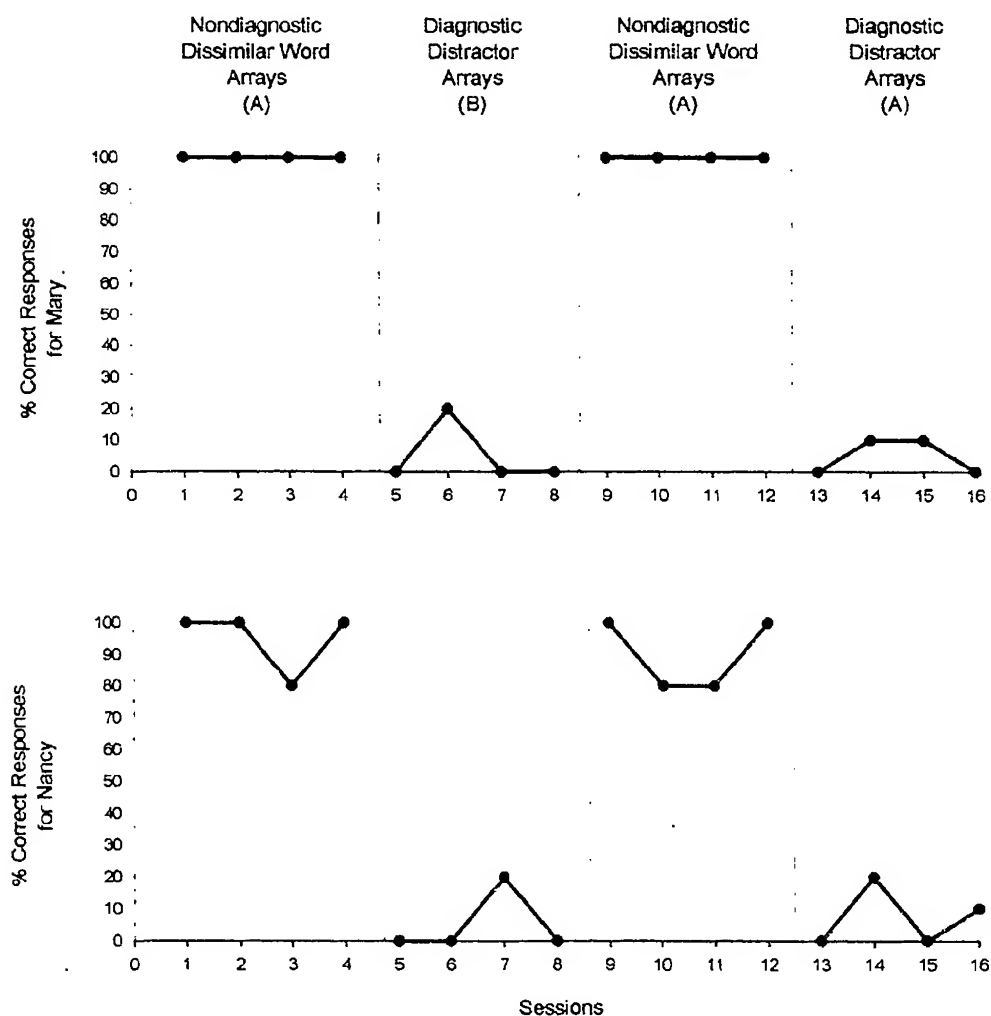 Nondiagnostic
Dissimilar Word
Arrays
(A)
Diagnostic
Distractor
Arrays
(B)
Nondiagnostic
Dissimilar Word
Arrays
(A)
Diagnostic
Distractor
Arrays
(A)
% Correct Responses
for Mary
100
90
80
70
60
50
40
30
20
10
0
0 1 2 3 4 5 6 7 8 9 10 11 12 13 14 15 16
% Correct Responses
for Nancy
100
90
80
70
60
50
40
30
20
10
0
0 1 2 3 4 5 6 7 8 9 10 11 12 13 14 15 16
Sessions